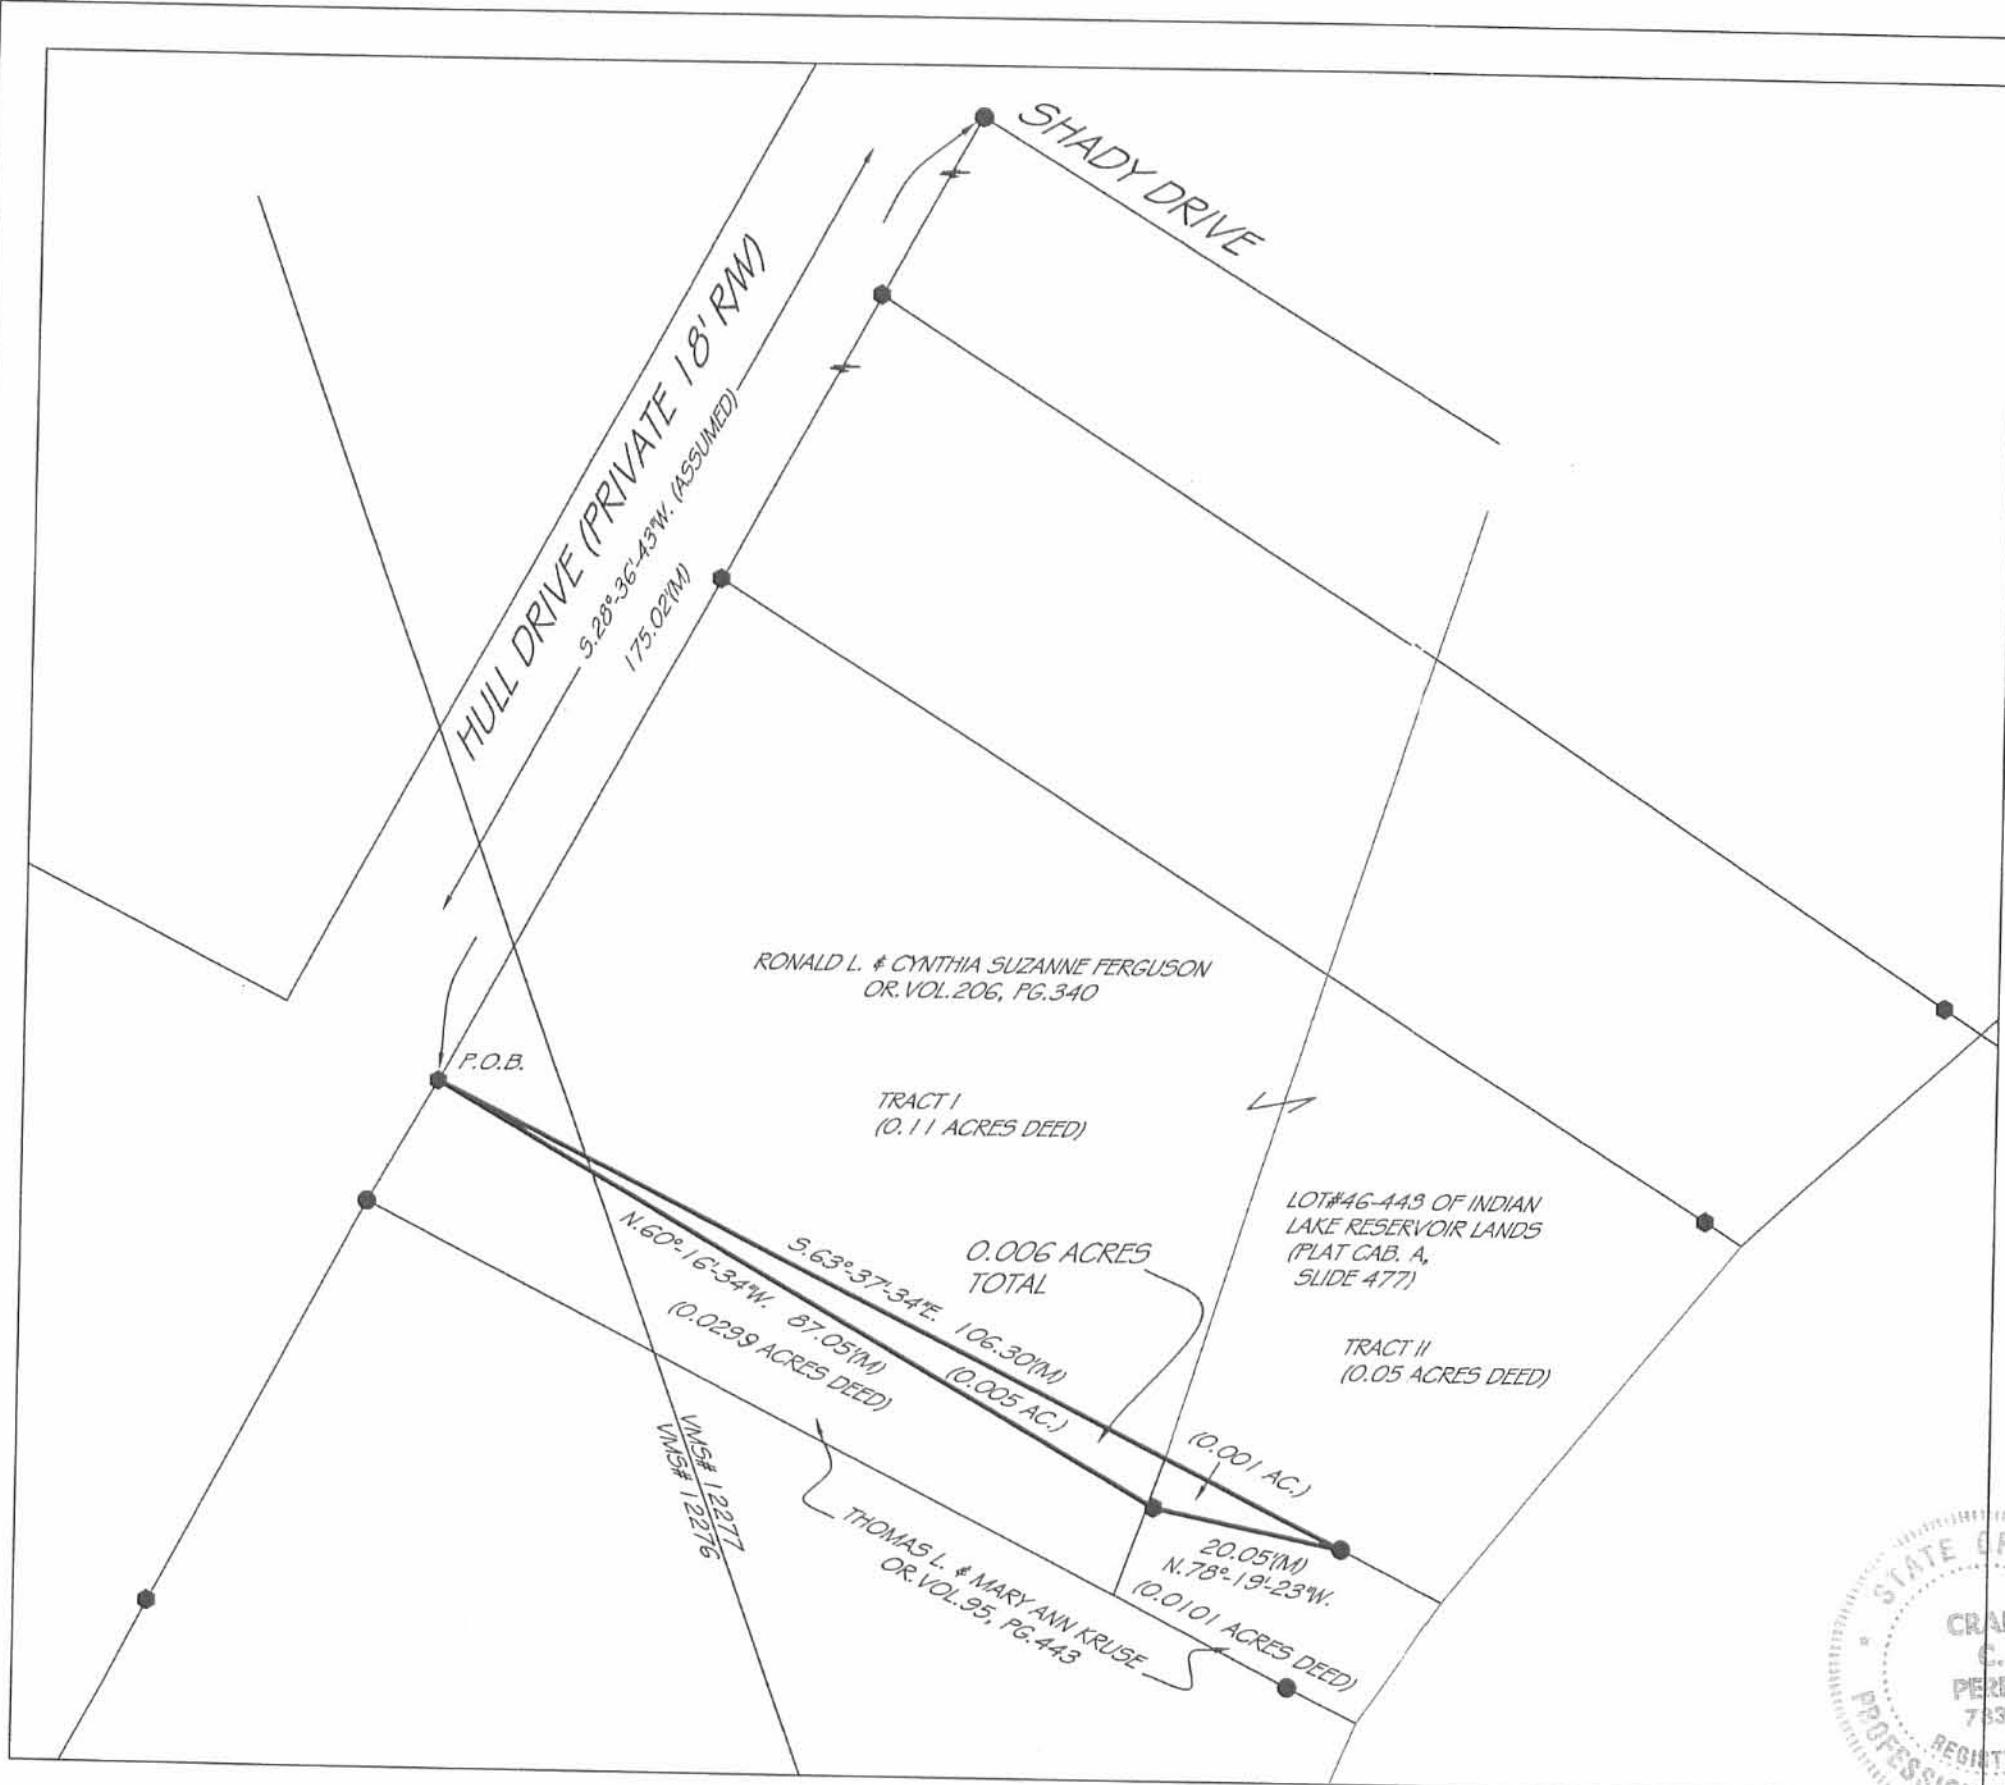 SHADY DRIVE
HULL DRIVE (PRIVATE 18' R/W)
S.28°-36'-43"W. (ASSUMED)
175.02'(M)
RONALD L. & CYNTHIA SUZANNE FERGUSON
OR.VOL.206, PG.340
P.O.B.
TRACT I
(0.11 ACRES DEED)
LOT#46-443 OF INDIAN
LAKE RESERVOIR LANDS
(PLAT CAB. A,
SLIDE 477)
0.006 ACRES
TOTAL
S.63°-37'-34"E. 106.30'(M)
N.60°-16'-34"W. 87.05'(M)
(0.0299 ACRES DEED)
(0.005 AC.)
TRACT II
(0.05 ACRES DEED)
(0.001 AC.)
VMS# 12277
VMS# 12276
THOMAS L. & MARY ANN KRUSE
OR.VOL.95, PG.443
20.05'(M)
N.78°-19'-23"W.
(0.0101 ACRES DEED)
STATE OF